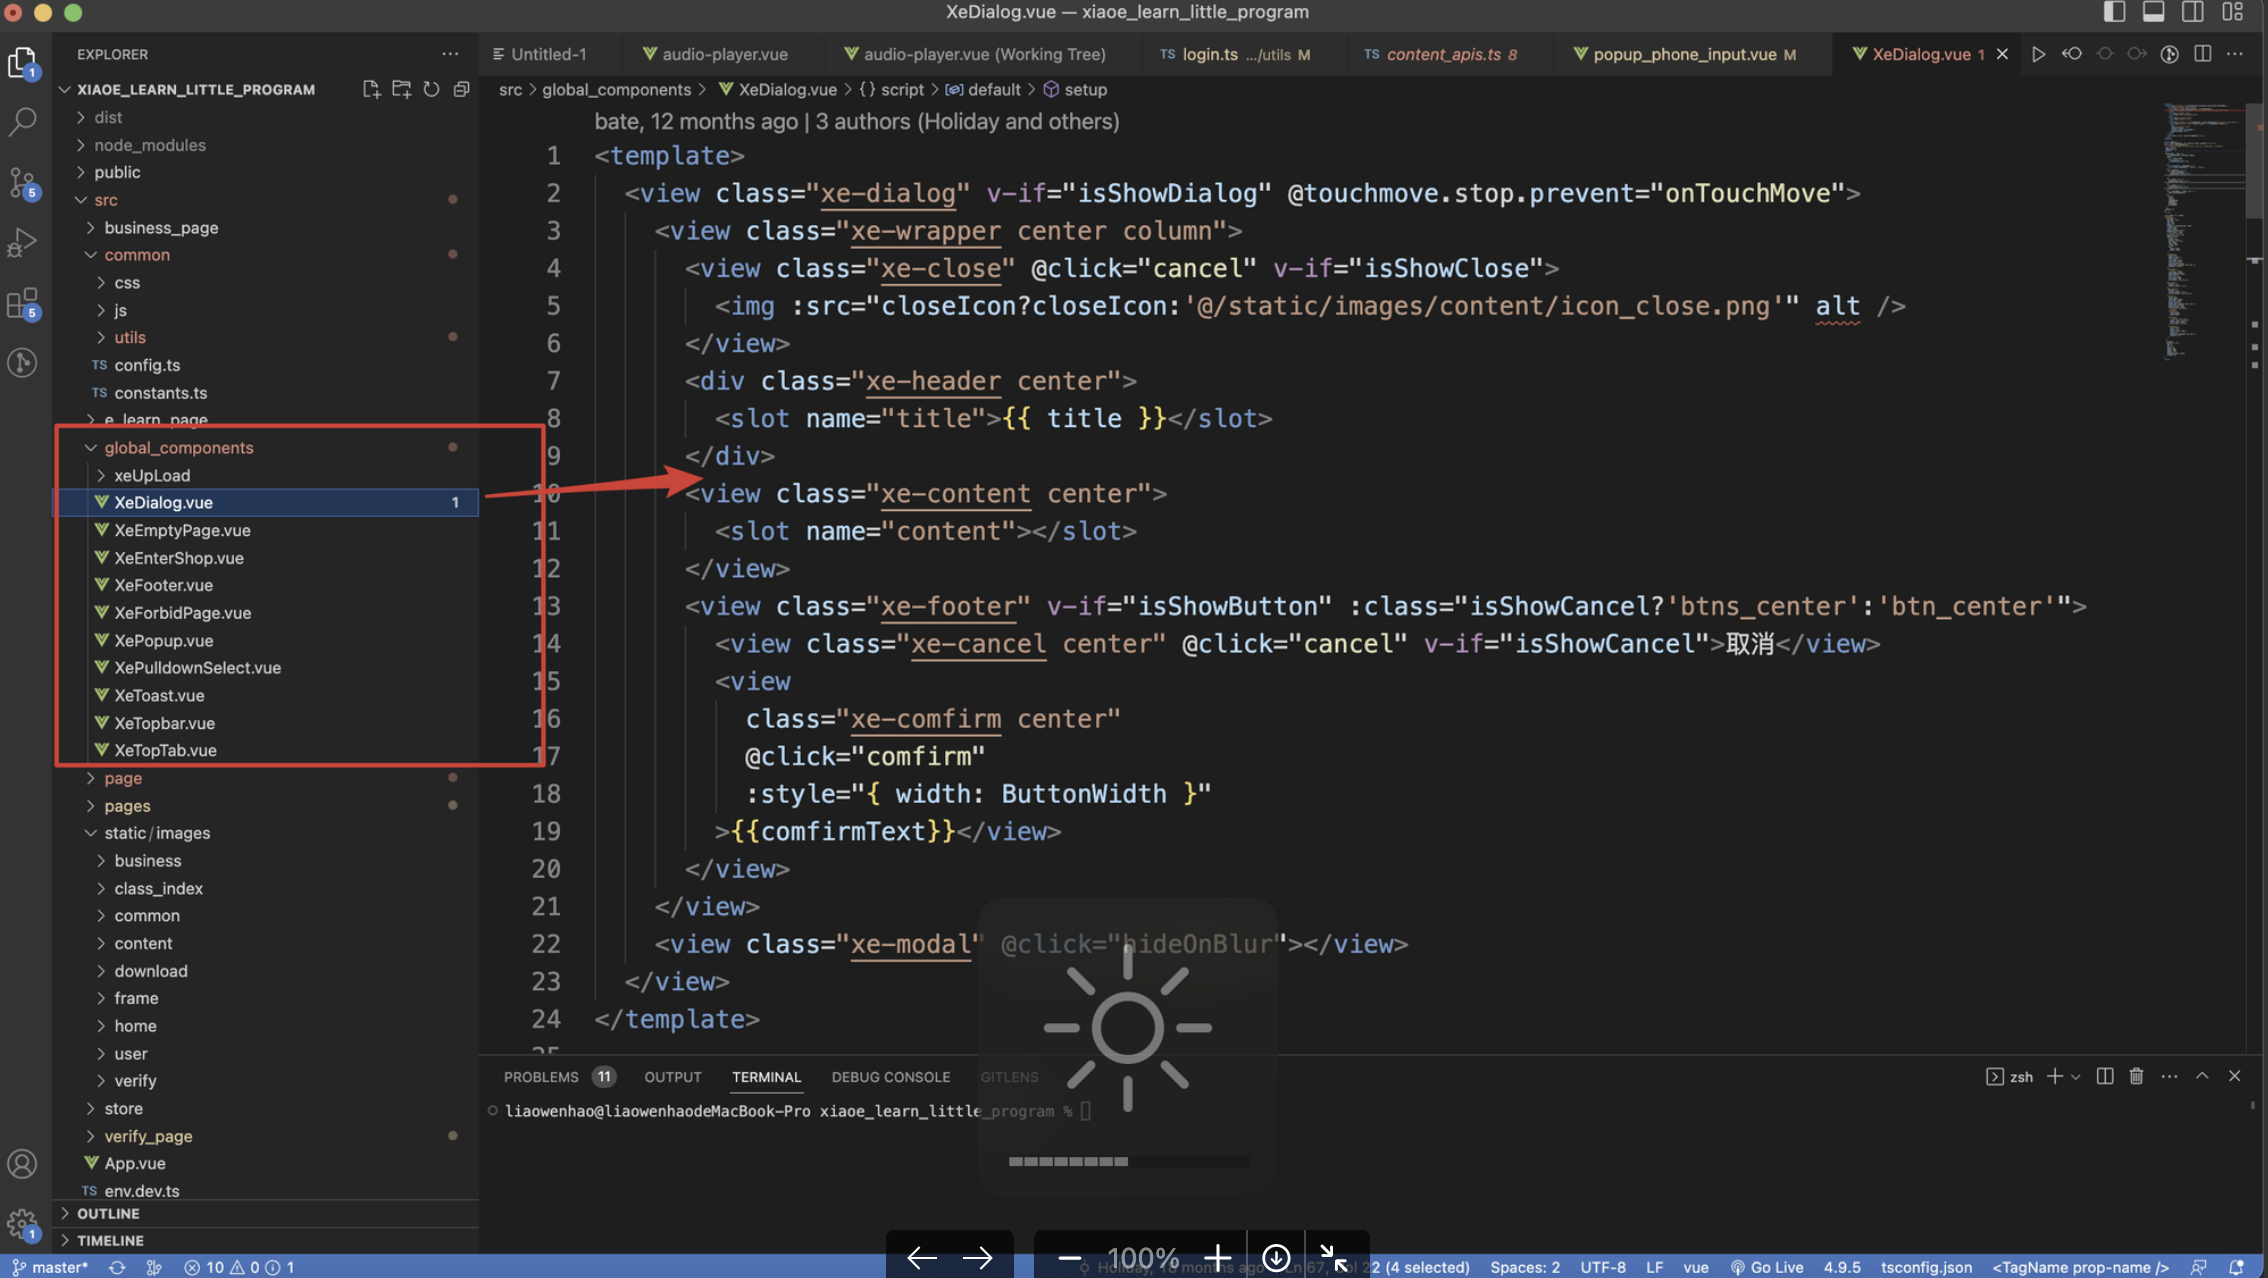 XeDialog.vue — xiaoe_learn_little_program
EXPLORER
Untitled-1
audio-player.vue
audio-player.vue (Working Tree)
TS login.ts .../utils M
TS content_apis.ts 8
popup_phone_input.vue M
XeDialog.vue 1
XIAOE_LEARN_LITTLE_PROGRAM
src > global_components > XeDialog.vue > {} script > default > setup
dist
node_modules
public
src
business_page
common
css
js
utils
TS config.ts
TS constants.ts
e_learn_page
global_components
xeUpLoad
XeDialog.vue 1
XeEmptyPage.vue
XeEnterShop.vue
XeFooter.vue
XeForbidPage.vue
XePopup.vue
XePulldownSelect.vue
XeToast.vue
XeTopbar.vue
XeTopTab.vue
page
pages
static/images
business
class_index
common
content
download
frame
home
user
verify
store
verify_page
App.vue
TS env.dev.ts
OUTLINE
TIMELINE
1
5
5
1
bate, 12 months ago | 3 authors (Holiday and others)
1 <template>
2 <view class="xe-dialog" v-if="isShowDialog" @touchmove.stop.prevent="onTouchMove">
3 <view class="xe-wrapper center column">
4 <view class="xe-close" @click="cancel" v-if="isShowClose">
5 <img :src="closeIcon?closeIcon:'@/static/images/content/icon_close.png'" alt />
6 </view>
7 <div class="xe-header center">
8 <slot name="title">{{ title }}</slot>
9 </div>
10 <view class="xe-content center">
11 <slot name="content"></slot>
12 </view>
13 <view class="xe-footer" v-if="isShowButton" :class="isShowCancel?'btns_center':'btn_center'">
14 <view class="xe-cancel center" @click="cancel" v-if="isShowCancel">取消</view>
15 <view
16 class="xe-comfirm center"
17 @click="comfirm"
18 :style="{ width: ButtonWidth }"
19 >{{comfirmText}}</view>
20 </view>
21 </view>
22 <view class="xe-modal" @click="hideOnBlur"></view>
23 </view>
24 </template>
25
PROBLEMS 11 OUTPUT TERMINAL DEBUG CONSOLE GITLENS
zsh
liaowenhao@liaowenhaodeMacBook-Pro xiaoe_learn_little_program %
100%
master* 10 0 1
Holiday, months ago 67, 22 (4 selected) Spaces: 2 UTF-8 LF vue Go Live 4.9.5 tsconfig.json <TagName prop-name />